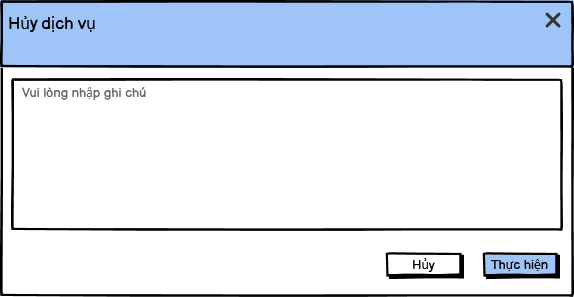 Hủy dịch vụ
Vui lòng nhập ghi chú
Hủy
Thực hiện